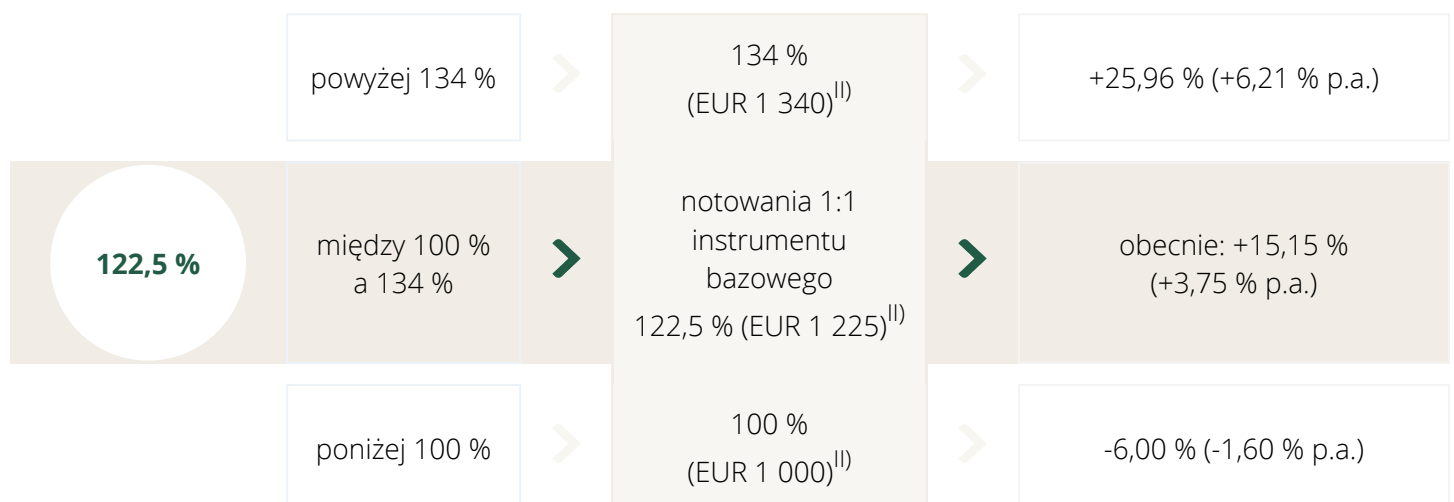 powyżej 134 %
134 %
(EUR 1 340)II)
+25,96 % (+6,21 % p.a.)
122,5 %
między 100 %
a 134 %
notowania 1:1
instrumentu
bazowego
122,5 % (EUR 1 225)II)
obecnie: +15,15 %
(+3,75 % p.a.)
poniżej 100 %
100 %
(EUR 1 000)II)
-6,00 % (-1,60 % p.a.)